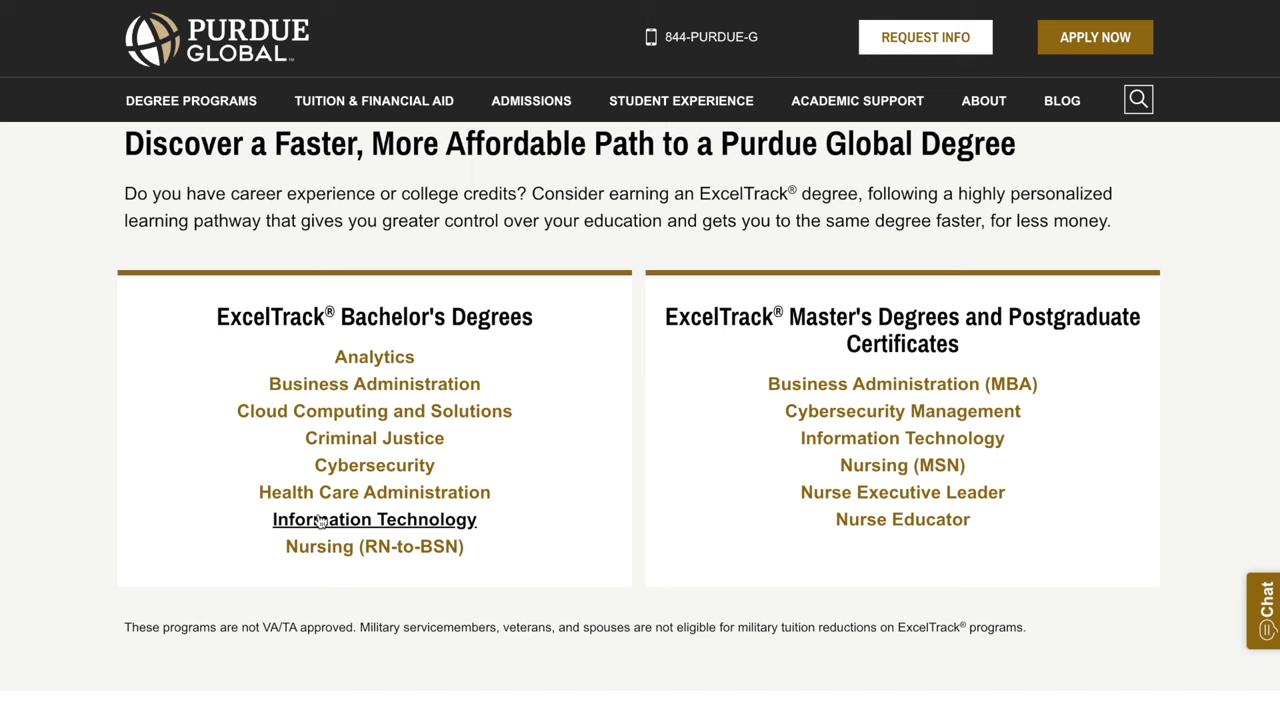 PURDUE
GLOBAL™
844-PURDUE-G
REQUEST INFO
APPLY NOW
DEGREE PROGRAMS
TUITION & FINANCIAL AID
ADMISSIONS
STUDENT EXPERIENCE
ACADEMIC SUPPORT
ABOUT
BLOG
Discover a Faster, More Affordable Path to a Purdue Global Degree
Do you have career experience or college credits? Consider earning an ExcelTrack® degree, following a highly personalized
learning pathway that gives you greater control over your education and gets you to the same degree faster, for less money.
ExcelTrack® Bachelor's Degrees
Analytics
Business Administration
Cloud Computing and Solutions
Criminal Justice
Cybersecurity
Health Care Administration
Information Technology
Nursing (RN-to-BSN)
ExcelTrack® Master's Degrees and Postgraduate
Certificates
Business Administration (MBA)
Cybersecurity Management
Information Technology
Nursing (MSN)
Nurse Executive Leader
Nurse Educator
Chat
These programs are not VA/TA approved. Military servicemembers, veterans, and spouses are not eligible for military tuition reductions on ExcelTrack® programs.